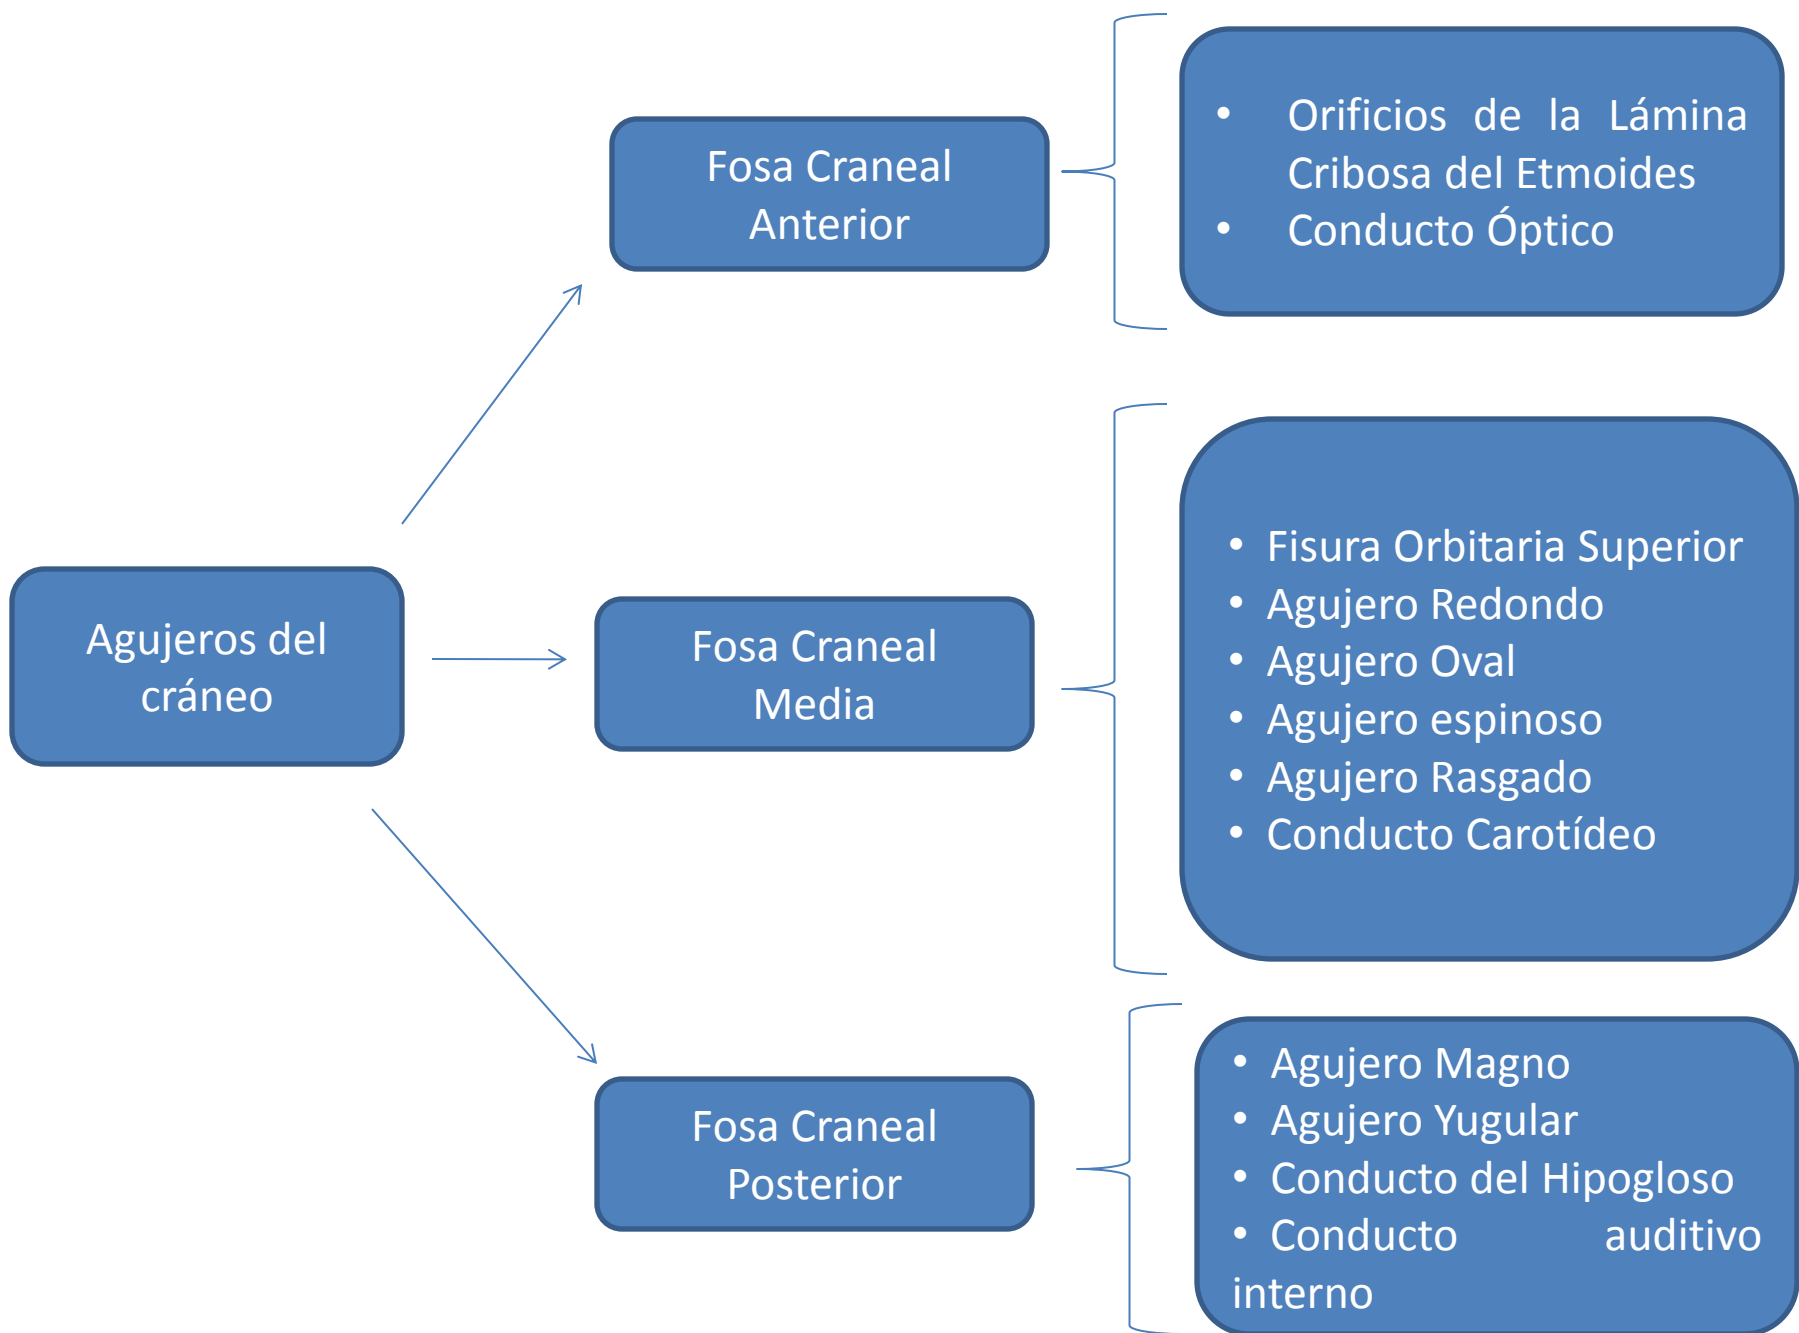 Agujeros del
cráneo
Fosa Craneal
Anterior
• Orificios de la Lámina
Cribosa del Etmoides
• Conducto Óptico
Fosa Craneal
Media
• Fisura Orbitaria Superior
• Agujero Redondo
• Agujero Oval
• Agujero espinoso
• Agujero Rasgado
• Conducto Carotídeo
Fosa Craneal
Posterior
• Agujero Magno
• Agujero Yugular
• Conducto del Hipogloso
• Conducto auditivo
interno